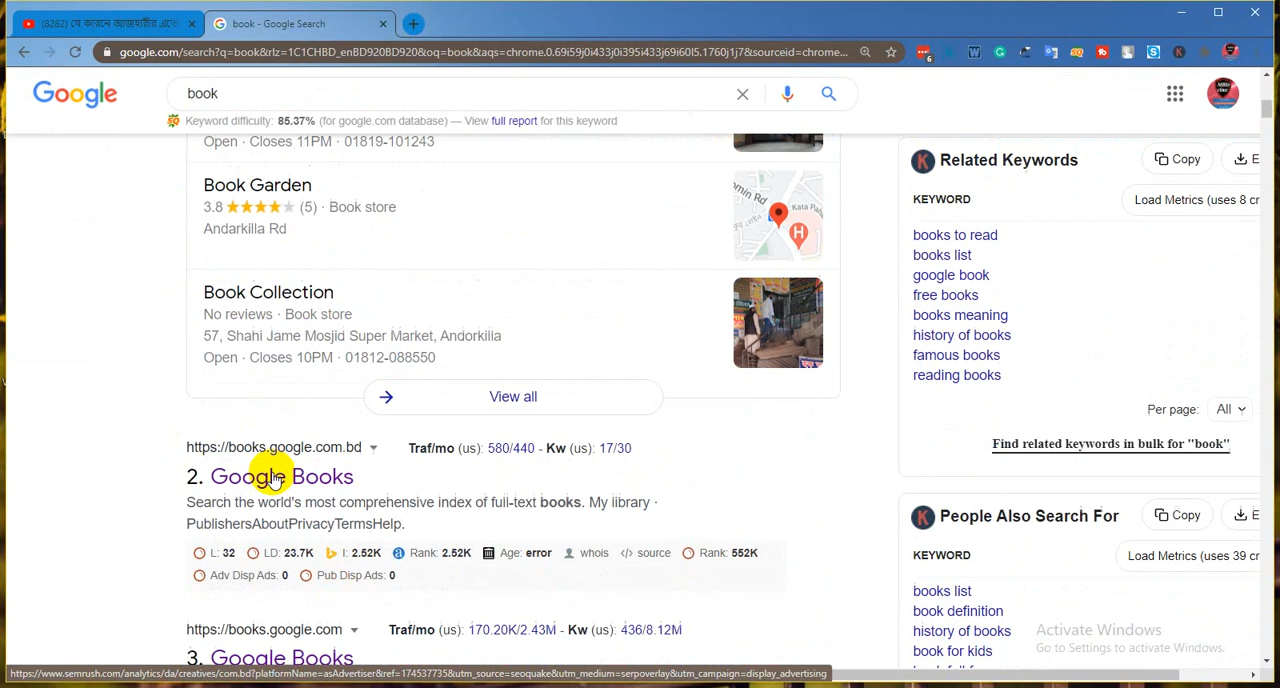 (8282) যে কারনে আজহারীর এতো
book - Google Search
google.com/search?q=book&rlz=1C1CHBD_enBD920BD920&oq=book&aqs=chrome.0.69i59j0i433j0i395i433j69i60l5.1760j1j7&sourceid=chrome...
6
Google
book
Keyword difficulty: 85.37% (for google.com database) — View full report for this keyword
Open · Closes 11PM · 01819-101243
Book Garden
3.8 (5) · Book store
Andarkilla Rd
Kata Pah
H
Book Collection
No reviews · Book store
57, Shahi Jame Mosjid Super Market, Andorkilia
Open · Closes 10PM · 01812-088550
View all
https://books.google.com.bd Traf/mo (us): 580/440 - Kw (us): 17/30
2. Google Books
Search the world's most comprehensive index of full-text books. My library ·
PublishersAboutPrivacyTermsHelp.
L: 32 LD: 23.7K I: 2.52K Rank: 2.52K Age: error whois source Rank: 552K
Adv Disp Ads: 0 Pub Disp Ads: 0
https://books.google.com Traf/mo (us): 170.20K/2.43M - Kw (us): 436/8.12M
3. Google Books
Related Keywords
Copy
E
KEYWORD
Load Metrics (uses 8 cr
books to read
books list
google book
free books
books meaning
history of books
famous books
reading books
Per page: All
Find related keywords in bulk for "book"
People Also Search For
Copy
E
KEYWORD
Load Metrics (uses 39 cr
books list
book definition
history of books
book for kids
Activate Windows
Go to Settings to activate Windows.
https://www.semrush.com/analytics/da/creatives/com.bd?platformName=asAdvertiser&ref=174537735&utm_source=seoquake&utm_medium=serpoverlay&utm_campaign=display_advertising